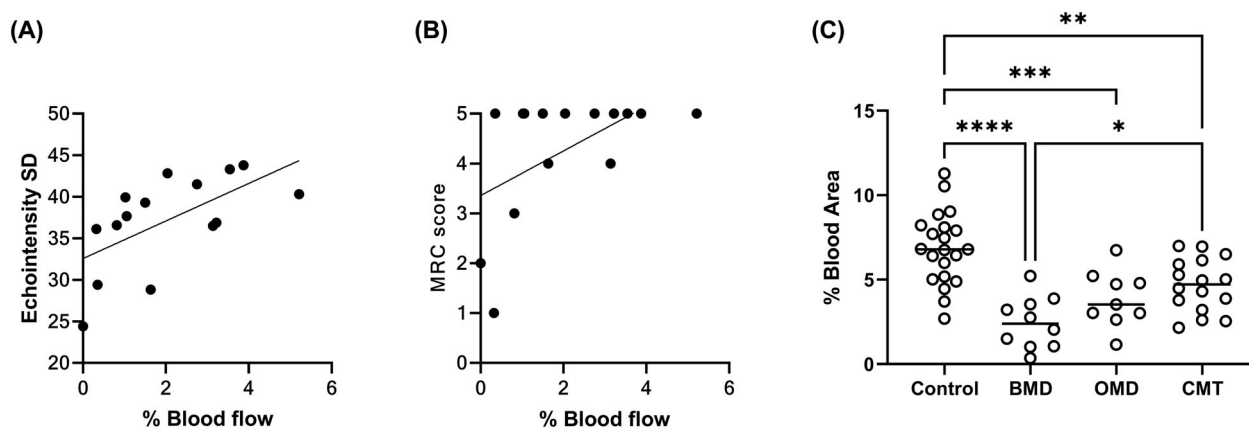 (A)
Echointensity SD
50
45
40
35
30
25
20
0 2 4 6
% Blood flow
(B)
MRC score
5
4
3
2
1
0
0 2 4 6
% Blood flow
(C)
% Blood Area
15
10
5
0
**
***
**** *
Control BMD OMD CMT